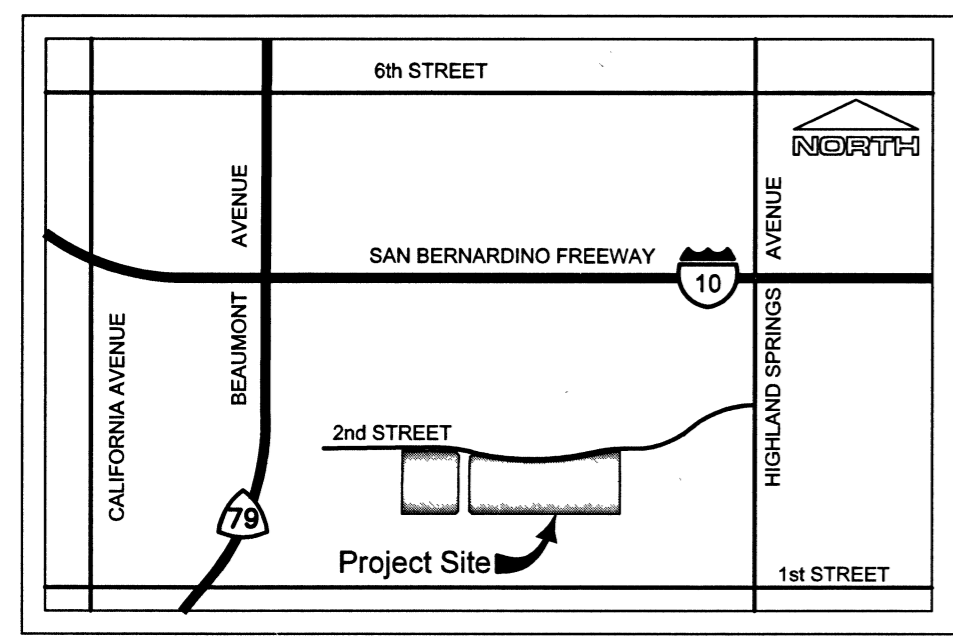 6th STREET
NORTH
AVENUE
AVENUE
SAN BERNARDINO FREEWAY
10
BEAUMONT
HIGHLAND SPRINGS
CALIFORNIA AVENUE
2nd STREET
79
Project Site
1st STREET